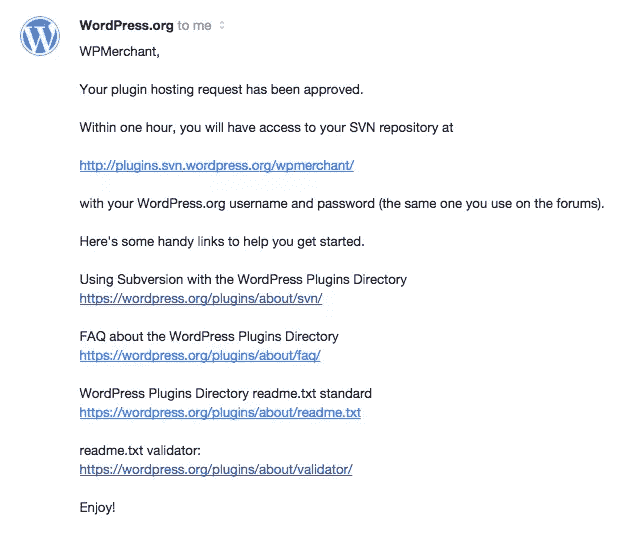 WordPress.org to me
WPMerchant,
Your plugin hosting request has been approved.
Within one hour, you will have access to your SVN repository at
http://plugins.svn.wordpress.org/wpmerchant/
with your WordPress.org username and password (the same one you use on the forums).
Here's some handy links to help you get started.
Using Subversion with the WordPress Plugins Directory
https://wordpress.org/plugins/about/svn/
FAQ about the WordPress Plugins Directory
https://wordpress.org/plugins/about/faq/
WordPress Plugins Directory readme.txt standard
https://wordpress.org/plugins/about/readme.txt
readme.txt validator:
https://wordpress.org/plugins/about/validator/
Enjoy!